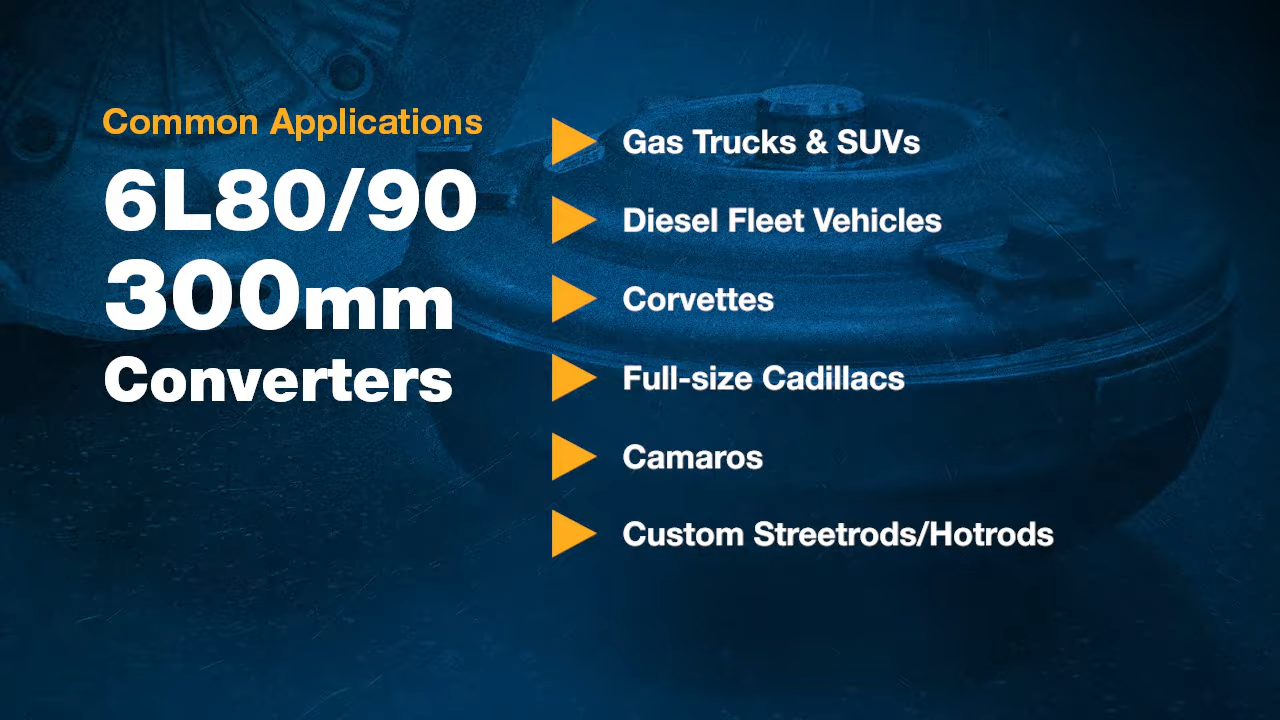 Common Applications
6L80/90
300mm
Converters
Gas Trucks & SUVs
Diesel Fleet Vehicles
Corvettes
Full-size Cadillacs
Camaros
Custom Streetrods/Hotrods